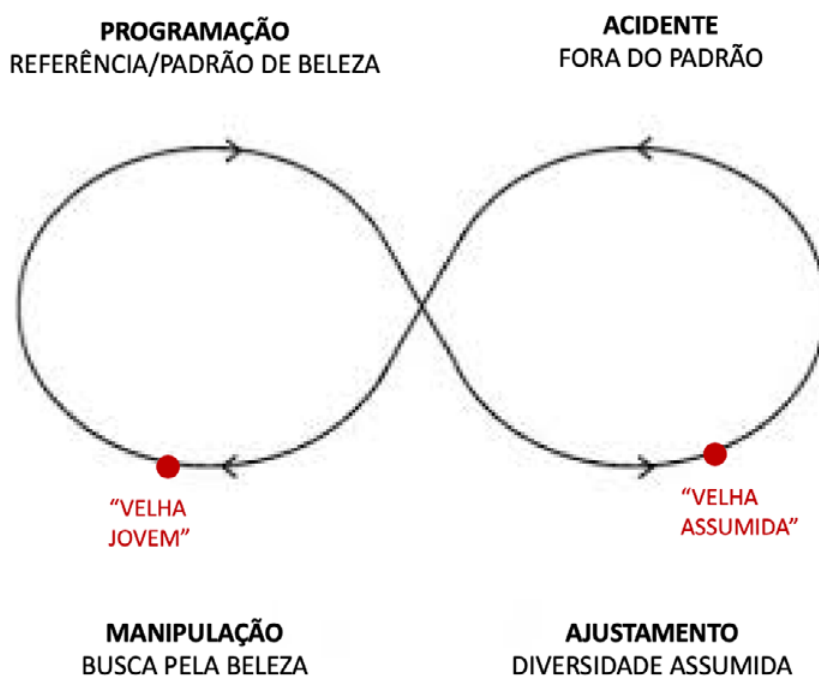 PROGRAMAÇÃO
REFERÊNCIA/PADRÃO DE BELEZA
ACIDENTE
FORA DO PADRÃO
“VELHA
JOVEM”
“VELHA
ASSUMIDA”
MANIPULAÇÃO
BUSCA PELA BELEZA
AJUSTAMENTO
DIVERSIDADE ASSUMIDA